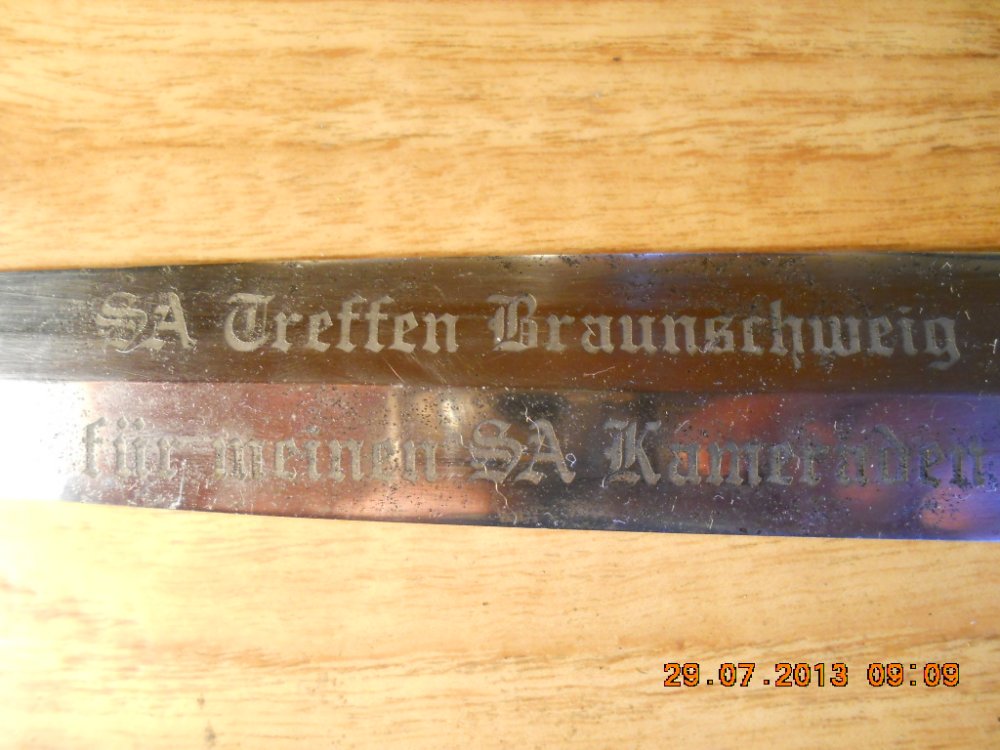 SA Treffen Braunschweig
für meinen SA Kameraden
29.07.2013 09:09